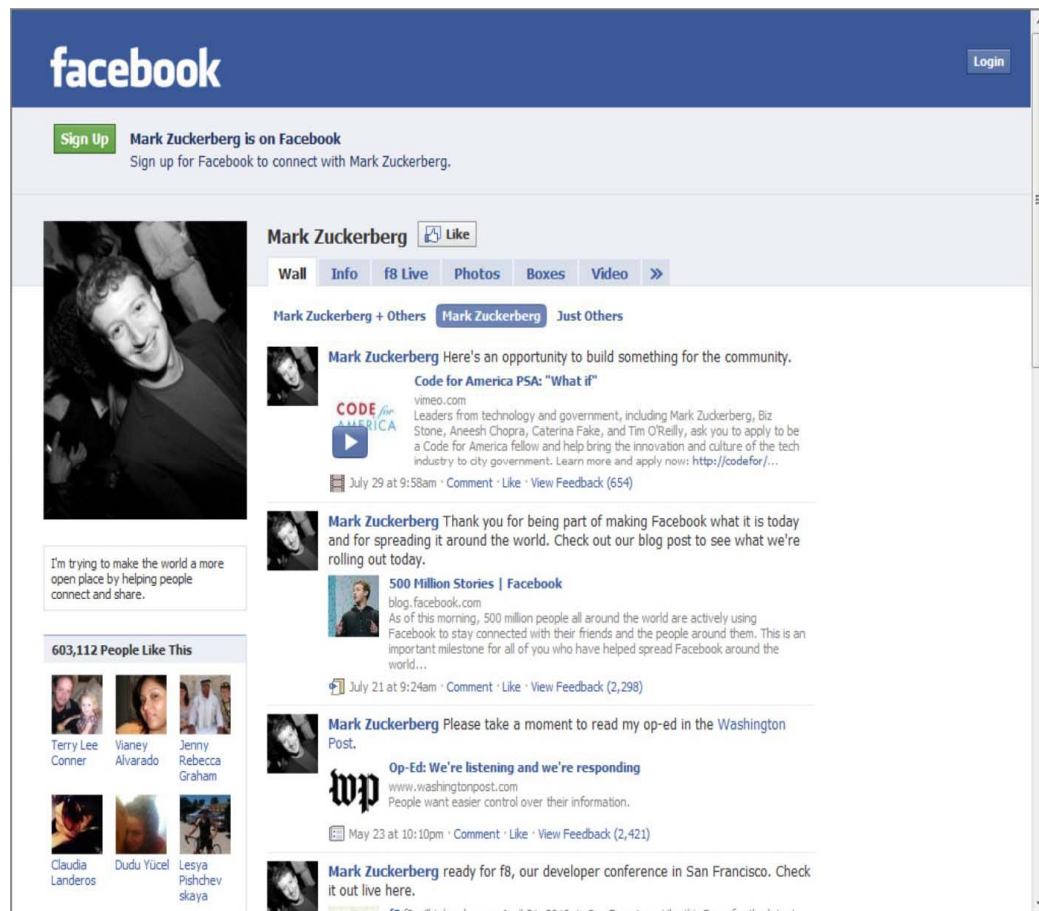 facebook
Login
Sign Up
Mark Zuckerberg is on Facebook
Sign up for Facebook to connect with Mark Zuckerberg.
Mark Zuckerberg Like
Wall Info f8 Live Photos Boxes Video »
Mark Zuckerberg + Others Mark Zuckerberg Just Others
Mark Zuckerberg Here's an opportunity to build something for the community.
Code for America PSA: "What if"
CODE for
AMERICA
vimeo.com
Leaders from technology and government, including Mark Zuckerberg, Biz
Stone, Aneesh Chopra, Caterina Fake, and Tim O'Reilly, ask you to apply to be
a Code for America fellow and help bring the innovation and culture of the tech
industry to city government. Learn more and apply now: http://codefor/...
July 29 at 9:58am · Comment · Like · View Feedback (654)
Mark Zuckerberg Thank you for being part of making Facebook what it is today
and for spreading it around the world. Check out our blog post to see what we're
rolling out today.
500 Million Stories | Facebook
blog.facebook.com
As of this morning, 500 million people all around the world are actively using
Facebook to stay connected with their friends and the people around them. This is an
important milestone for all of you who have helped spread Facebook around the
world...
July 21 at 9:24am · Comment · Like · View Feedback (2,298)
Mark Zuckerberg Please take a moment to read my op-ed in the Washington
Post.
wp
Op-Ed: We're listening and we're responding
www.washingtonpost.com
People want easier control over their information.
May 23 at 10:10pm · Comment · Like · View Feedback (2,421)
Mark Zuckerberg ready for f8, our developer conference in San Francisco. Check
it out live here.
I'm trying to make the world a more
open place by helping people
connect and share.
603,112 People Like This
Terry Lee
Conner
Vianey
Alvarado
Jenny
Rebecca
Graham
Claudia
Landeros
Dudu Yücel
Lesya
Pishchev
skaya